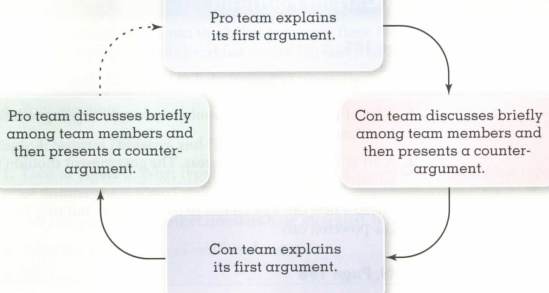 Pro team explains
its first argument.
Con team discusses briefly
among team members and
then presents a counter-
argument.
Con team explains
its first argument.
Pro team discusses briefly
among team members and
then presents a counter-
argument.